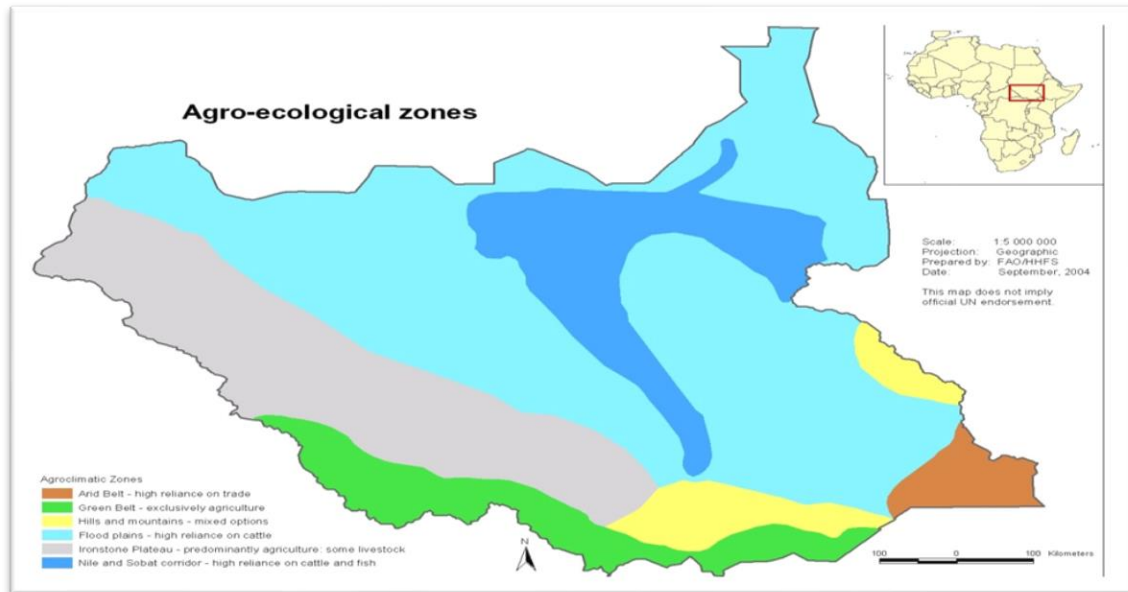 Agro-ecological zones
Scale: 1:5 000 000
Projection: Geographic
Prepared by: FAO/HHFS
Date: September, 2004
This map does not imply
official UN endorsement.
Agroclimatic Zones
Arid Belt - high reliance on trade
Green Belt - exclusively agriculture
Hills and mountains - mixed options
Flood plains - high reliance on cattle
Ironstone Plateau - predominantly agriculture: some livestock
Nile and Sobat corridor - high reliance on cattle and fish
N
100 0 100 Kilometers